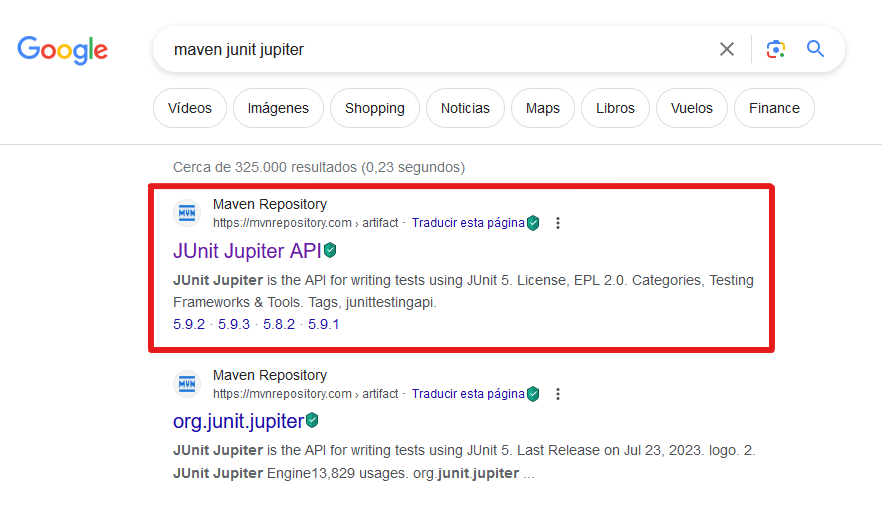 Google
maven junit jupiter
Vídeos
Imágenes
Shopping
Noticias
Maps
Libros
Vuelos
Finance
Cerca de 325.000 resultados (0,23 segundos)
MVN
Maven Repository
https://mvnrepository.com › artifact · Traducir esta página
JUnit Jupiter API
JUnit Jupiter is the API for writing tests using JUnit 5. License, EPL 2.0. Categories, Testing
Frameworks & Tools. Tags, junittestingapi.
5.9.2 · 5.9.3 · 5.8.2 · 5.9.1
MVN
Maven Repository
https://mvnrepository.com › artifact · Traducir esta página
org.junit.jupiter
JUnit Jupiter is the API for writing tests using JUnit 5. Last Release on Jul 23, 2023. logo. 2.
JUnit Jupiter Engine13,829 usages. org.junit.jupiter ...